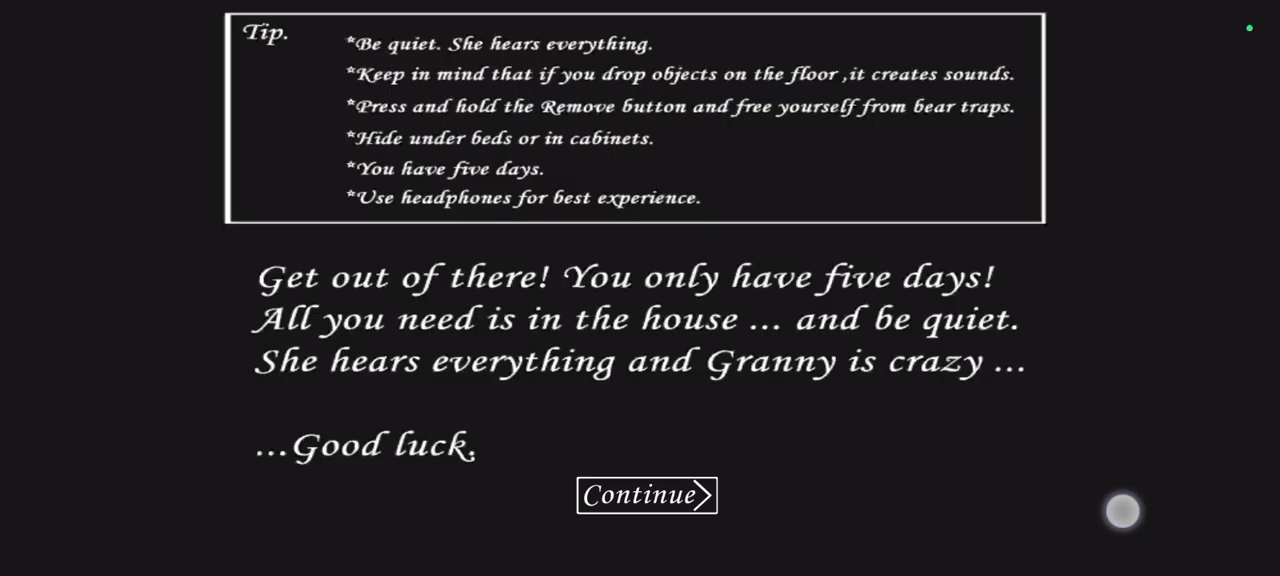 Tip.
*Be quiet. She hears everything.
*Keep in mind that if you drop objects on the floor ,it creates sounds.
*Press and hold the Remove button and free yourself from bear traps.
*Hide under beds or in cabinets.
*You have five days.
*Use headphones for best experience.
Get out of there! You only have five days!
All you need is in the house ... and be quiet.
She hears everything and Granny is crazy ...
...Good luck.
Continue>